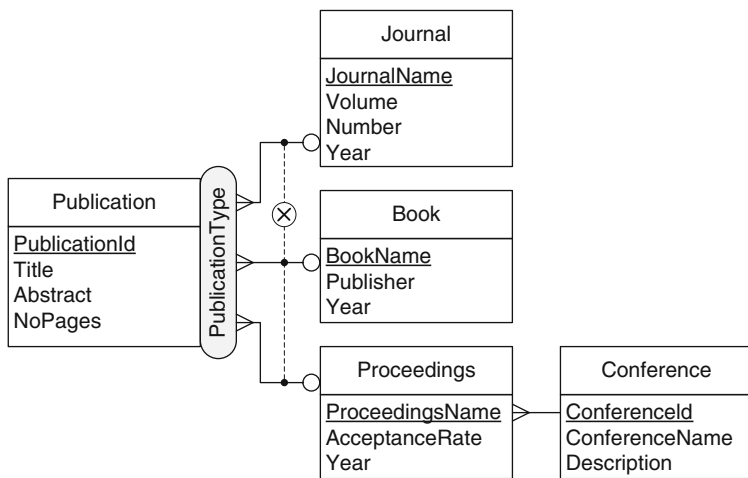 Journal
JournalName
Volume
Number
Year
Publication
PublicationId
Title
Abstract
NoPages
PublicationType
Book
BookName
Publisher
Year
Proceedings
ProceedingsName
AcceptanceRate
Year
Conference
ConferenceId
ConferenceName
Description